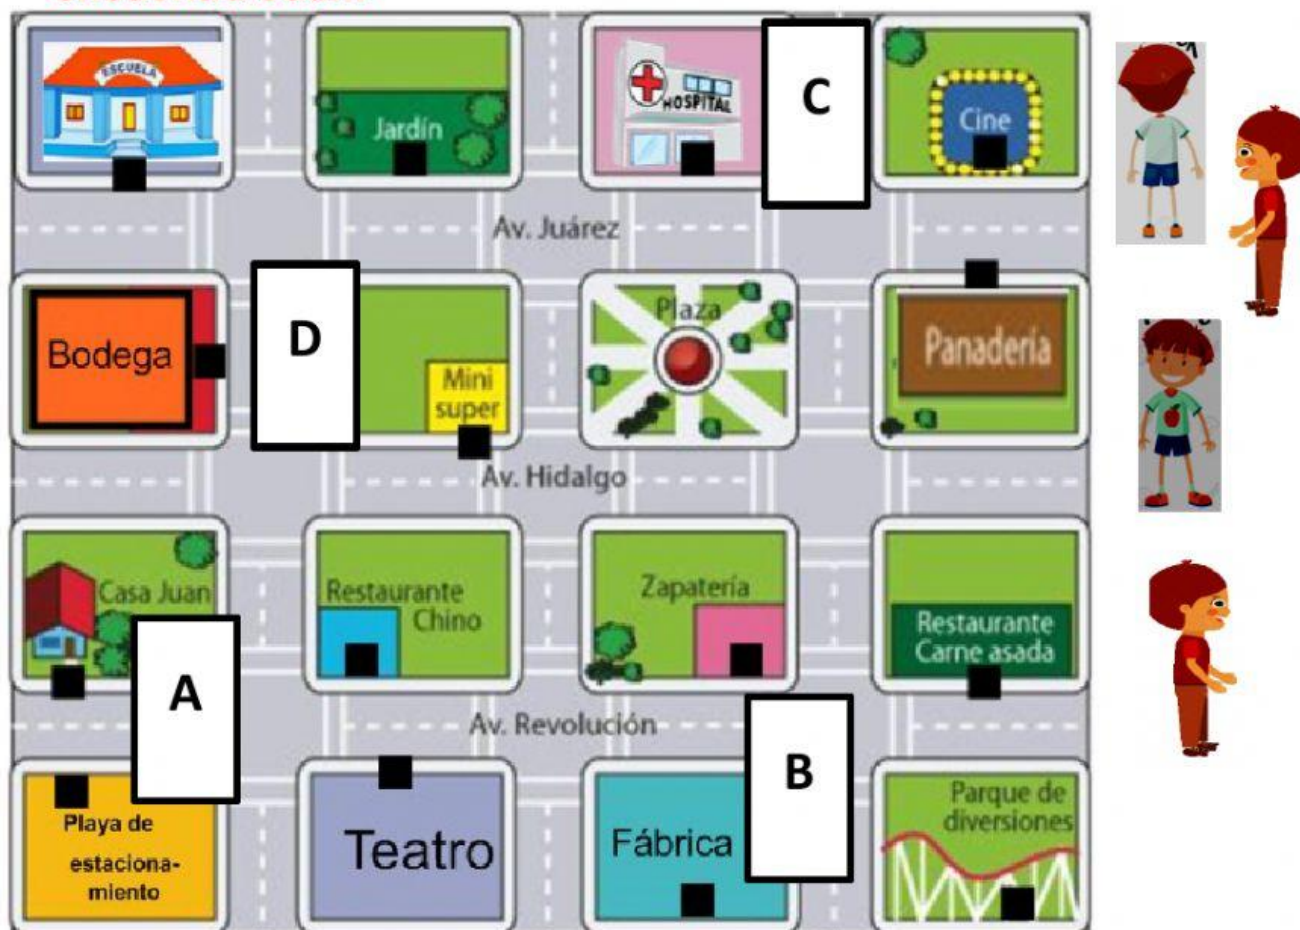 ESCUELA
Jardín
HOSPITAL
C
Cine
Av. Juárez
Bodega
D
Mini
super
Plaza
Panadería
Av. Hidalgo
Casa Juan
Restaurante
Chino
Zapatería
Restaurante
Carne asada
A
Av. Revolución
B
Playa de
estaciona-
miento
Teatro
Fábrica
Parque de
diversiones